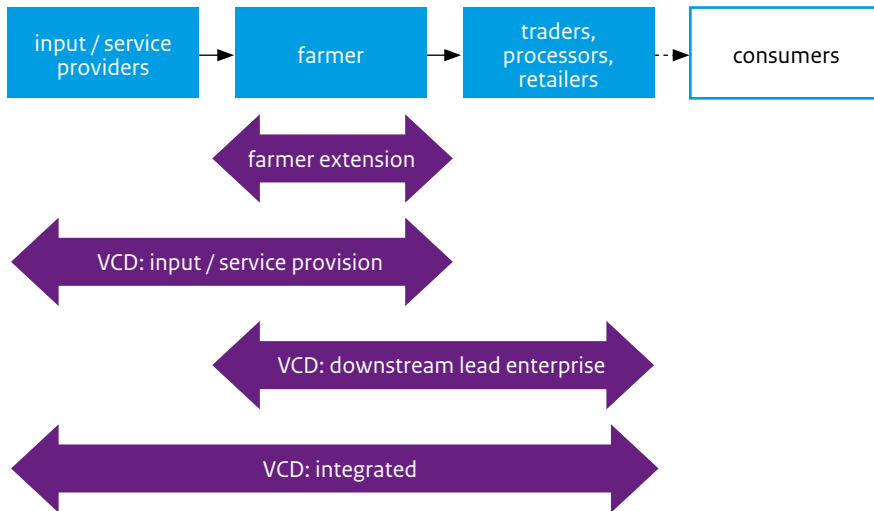 input / service
providers
farmer
traders,
processors,
retailers
consumers
farmer extension
VCD: input / service provision
VCD: downstream lead enterprise
VCD: integrated